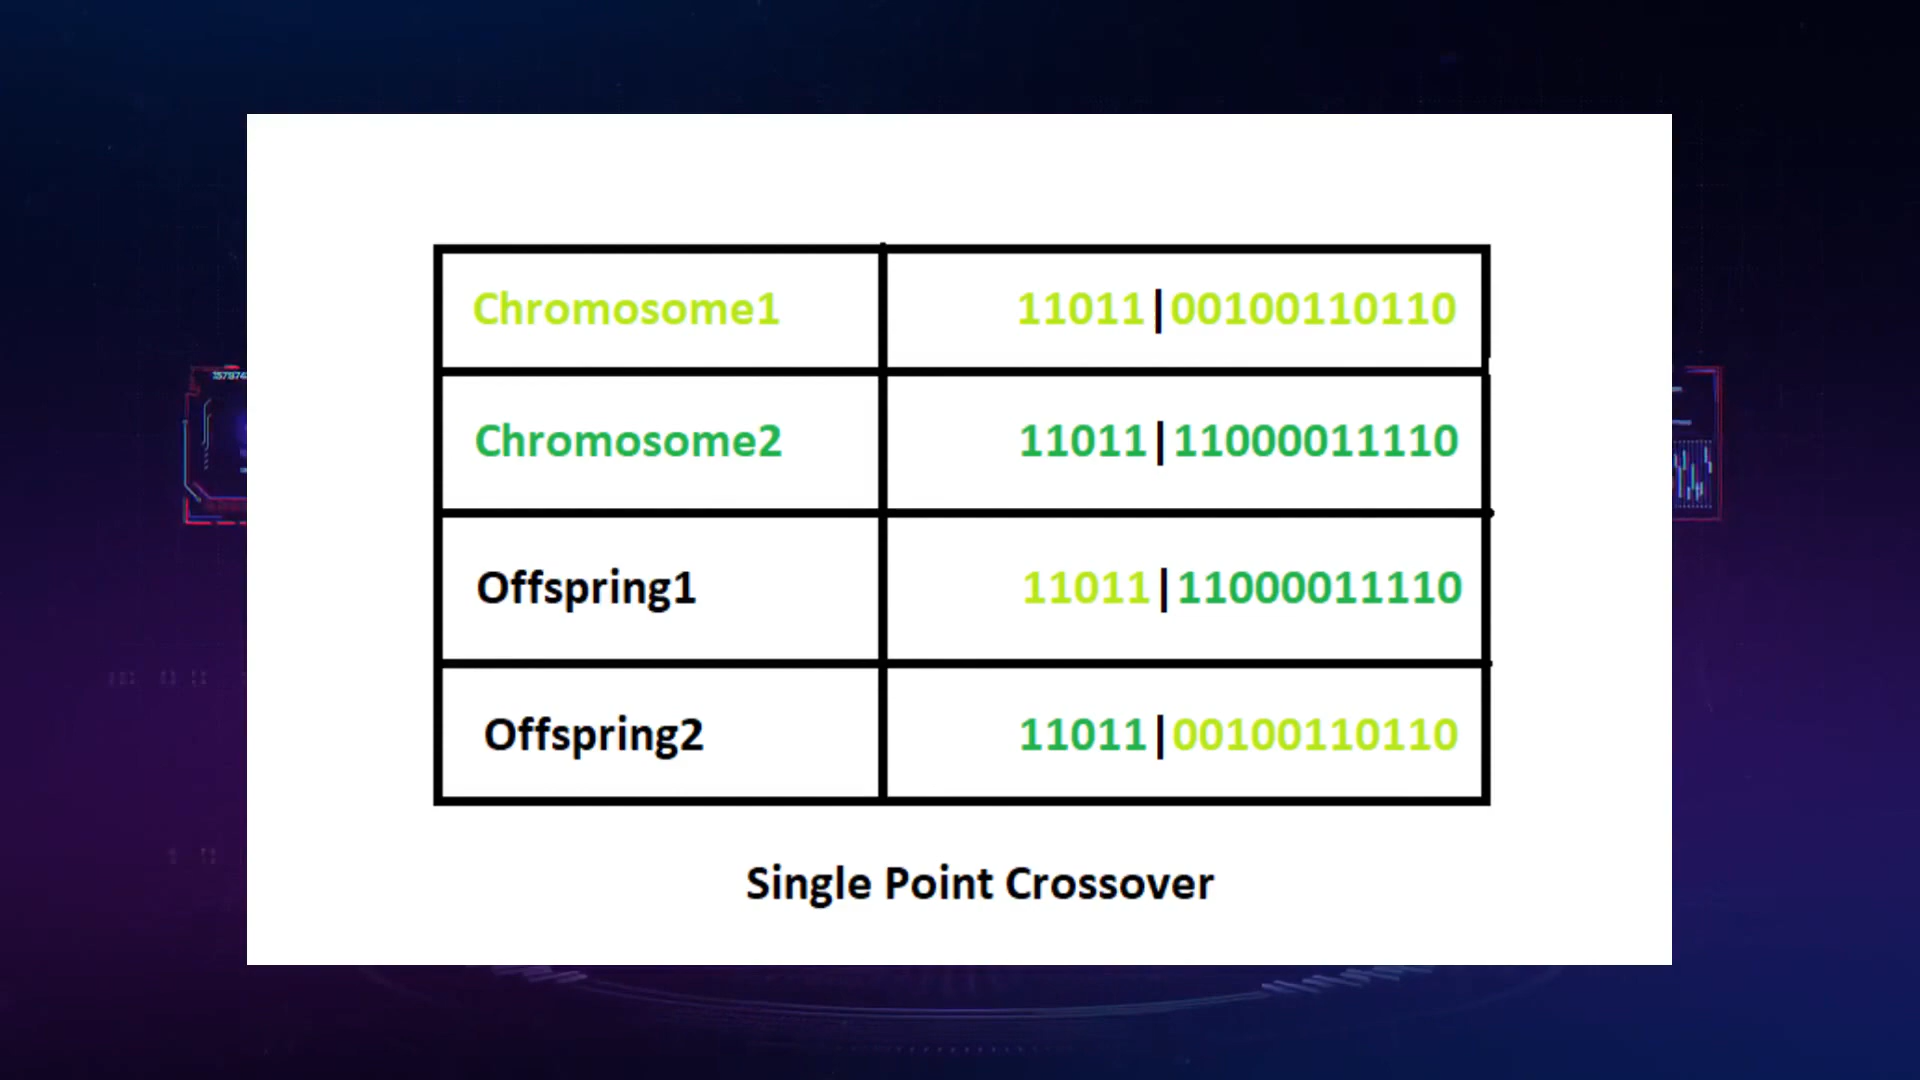 Chromosome1 11011|00100110110
Chromosome2 11011|11000011110
Offspring1 11011|11000011110
Offspring2 11011|00100110110
Single Point Crossover